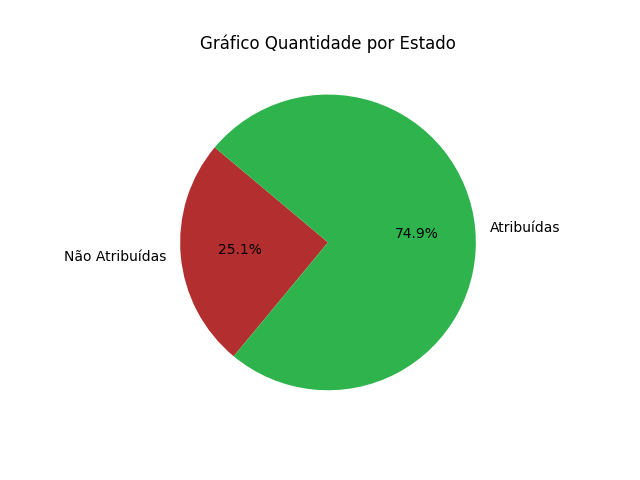 Gráfico Quantidade por Estado
Atribuídas
74.9%
25.1%
Não Atribuídas